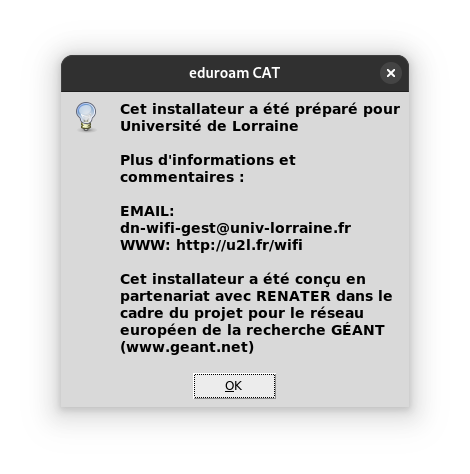 eduroam CAT
Cet installateur a été préparé pour
Université de Lorraine
Plus d'informations et
commentaires :
EMAIL:
dn-wifi-gest@univ-lorraine.fr
WWW: http://u2l.fr/wifi
Cet installateur a été conçu en
partenariat avec RENATER dans le
cadre du projet pour le réseau
européen de la recherche GÉANT
(www.geant.net)
OK